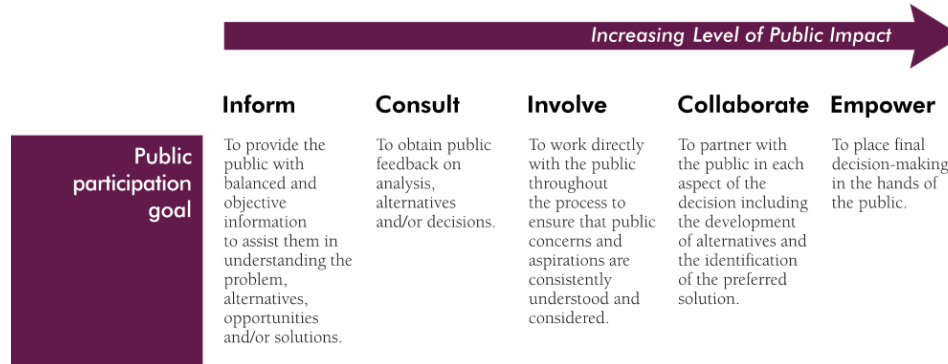 Increasing Level of Public Impact
Inform
To provide the
public with
balanced and
objective
information
to assist them in
understanding the
problem,
alternatives,
opportunities
and/or solutions.
Consult
To obtain public
feedback on
analysis,
alternatives
and/or decisions.
Involve
To work directly
with the public
throughout
the process to
ensure that public
concerns and
aspirations are
consistently
understood and
considered.
Collaborate
To partner with
the public in each
aspect of the
decision including
the development
of alternatives and
the identification
of the preferred
solution.
Empower
To place final
decision-making
in the hands of
the public.
Public
participation
goal